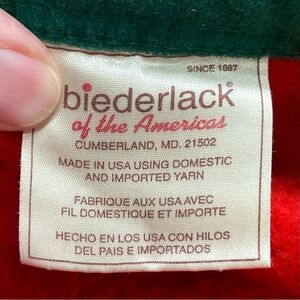 SINCE 1887
biederlack®
of the Americas
CUMBERLAND, MD. 21502
MADE IN USA USING DOMESTIC
AND IMPORTED YARN
FABRIQUE AUX USA AVEC
FIL DOMESTIQUE ET IMPORTE
HECHO EN LOS USA CON HILOS
DEL PAIS E IMPORTADOS